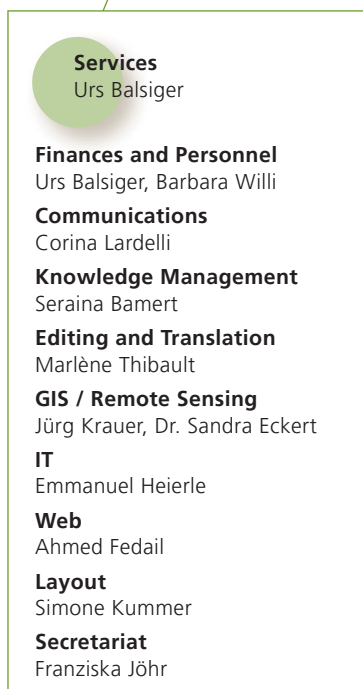 Services
Urs Balsiger
Finances and Personnel
Urs Balsiger, Barbara Willi
Communications
Corina Lardelli
Knowledge Management
Seraina Bamert
Editing and Translation
Marlène Thibault
GIS / Remote Sensing
Jürg Krauer, Dr. Sandra Eckert
IT
Emmanuel Heierle
Web
Ahmed Fedail
Layout
Simone Kummer
Secretariat
Franziska Jöhr